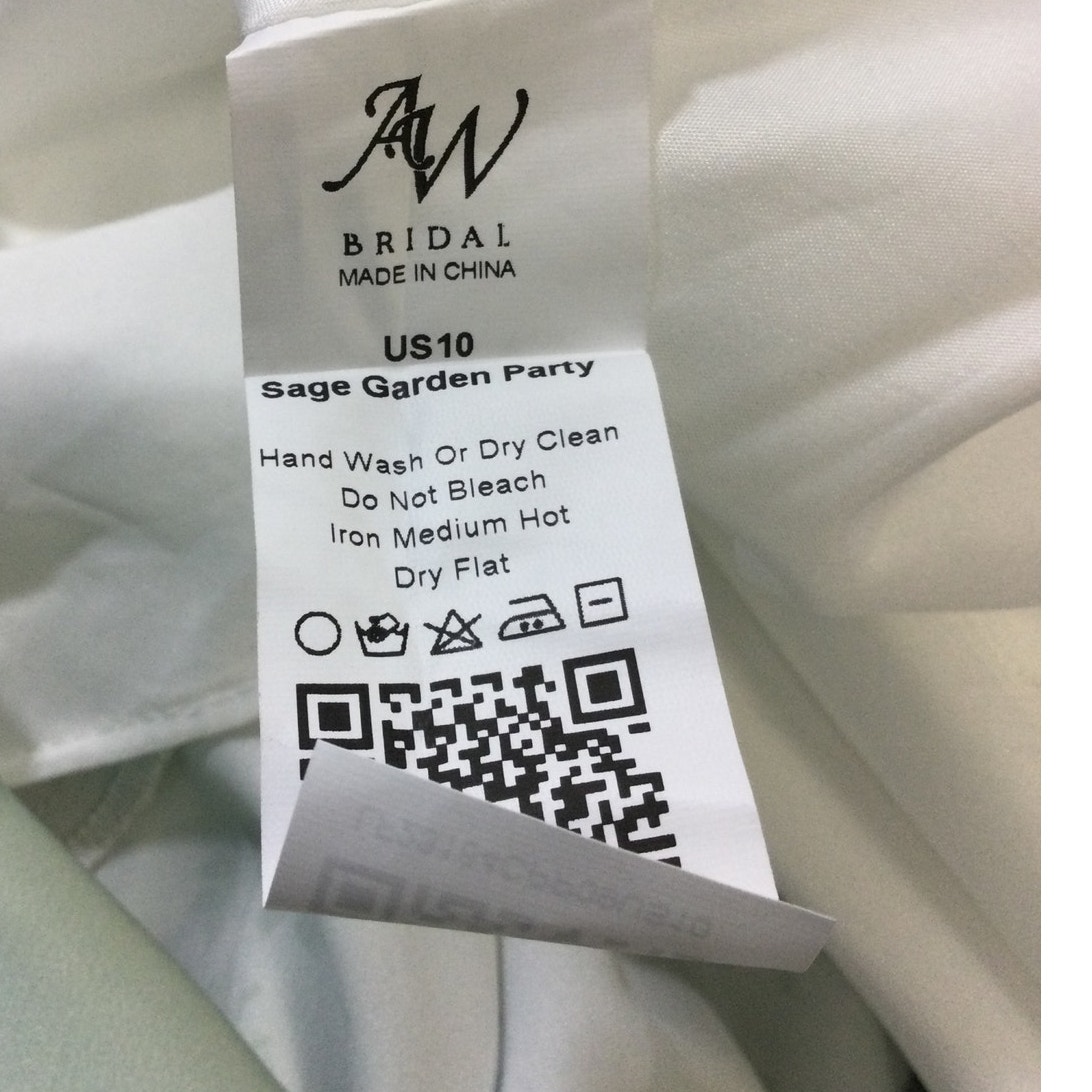 AW
BRIDAL
MADE IN CHINA
US10
Sage Garden Party
Hand Wash Or Dry Clean
Do Not Bleach
Iron Medium Hot
Dry Flat